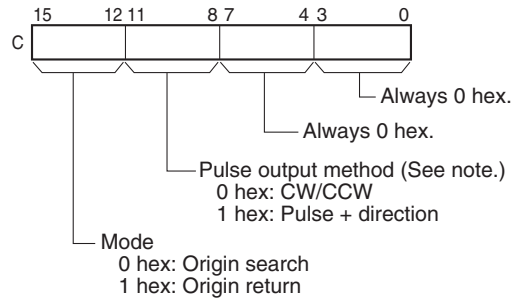 15 12 11 8 7 4 3 0
C
Always 0 hex.
Always 0 hex.
Pulse output method (See note.)
0 hex: CW/CCW
1 hex: Pulse + direction
Mode
0 hex: Origin search
1 hex: Origin return